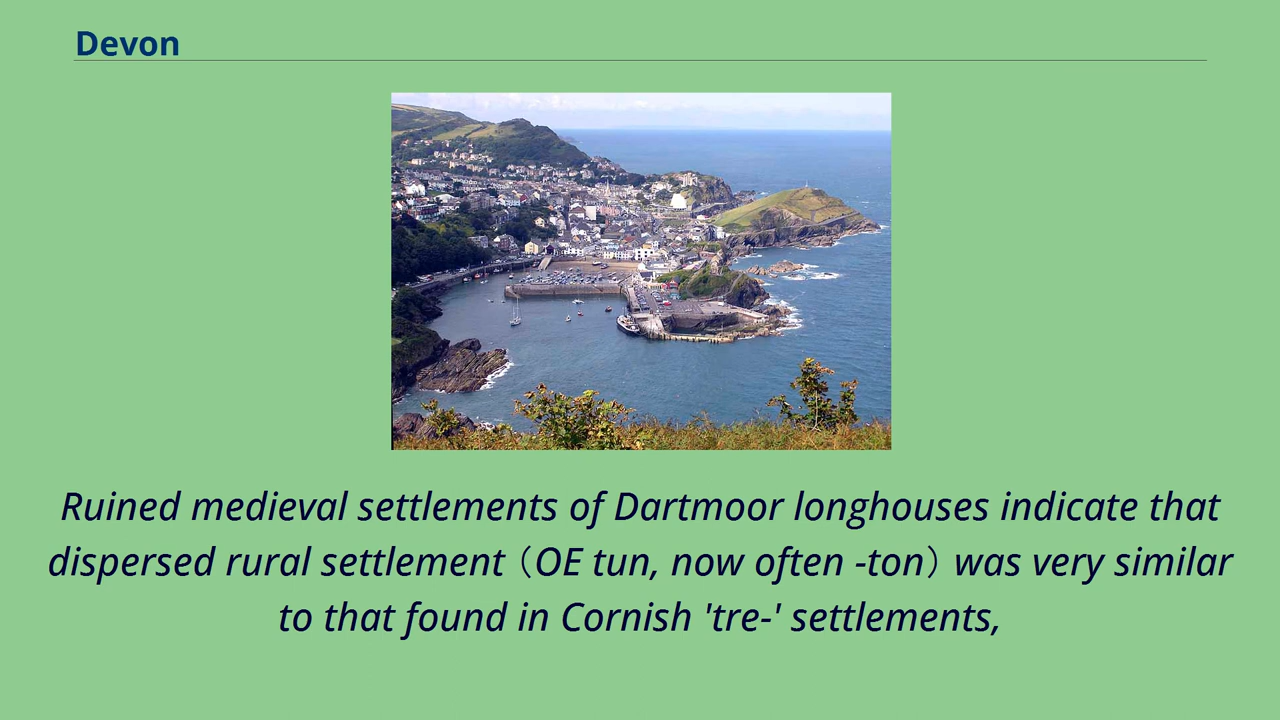 Devon
Ruined medieval settlements of Dartmoor longhouses indicate that
dispersed rural settlement（OE tun, now often -ton）was very similar
to that found in Cornish 'tre-' settlements,